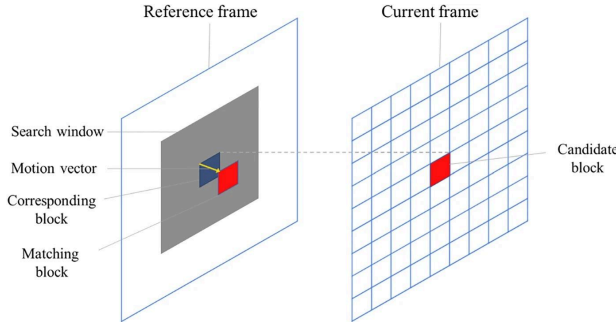 Reference frame
Current frame
Search window
Motion vector
Corresponding
block
Matching
block
Candidate
block